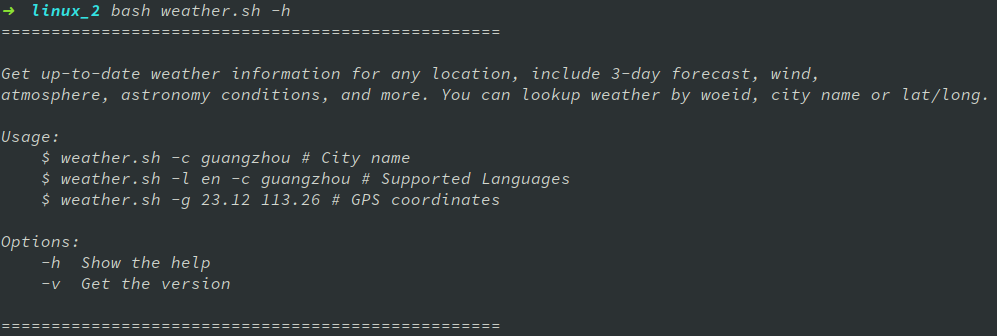 ➜ linux_2 bash weather.sh -h
==================================================
Get up-to-date weather information for any location, include 3-day forecast, wind,
atmosphere, astronomy conditions, and more. You can lookup weather by woeid, city name or lat/long.
Usage:
$ weather.sh -c guangzhou # City name
$ weather.sh -l en -c guangzhou # Supported Languages
$ weather.sh -g 23.12 113.26 # GPS coordinates
Options:
-h Show the help
-v Get the version
==================================================